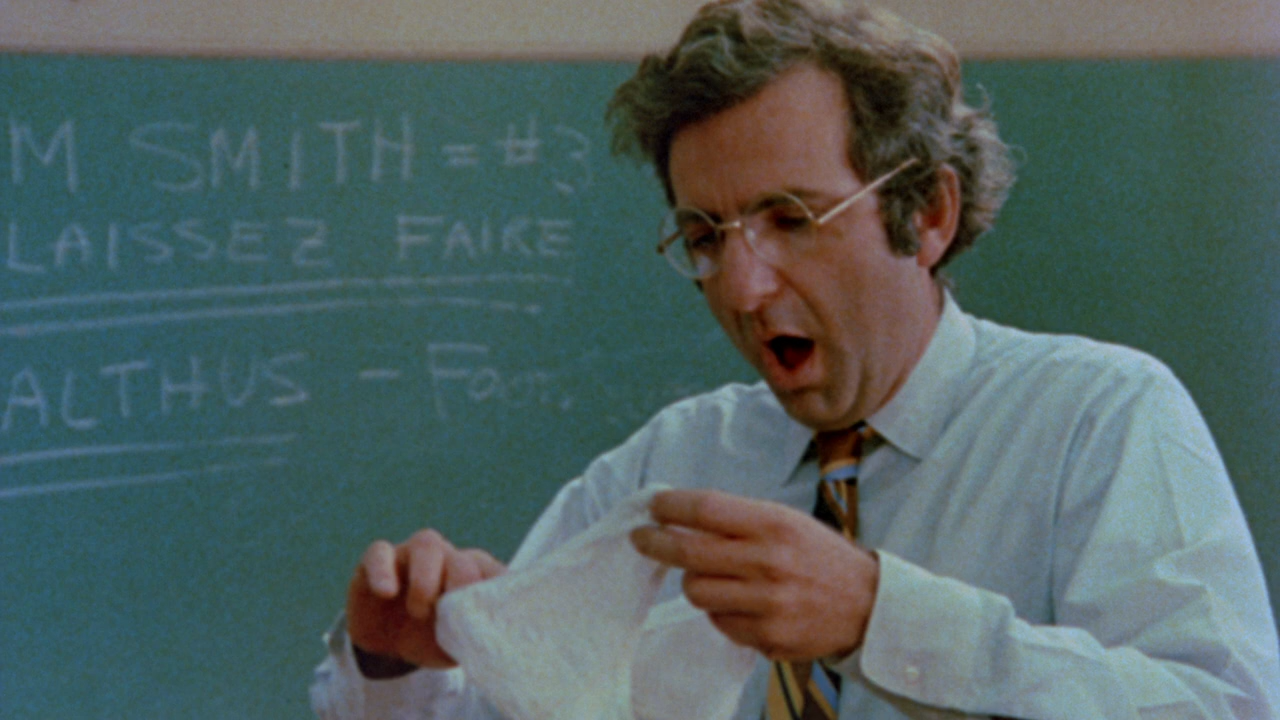 M SMITH = #3
LAISSEZ FAIRE
ALTHUS -